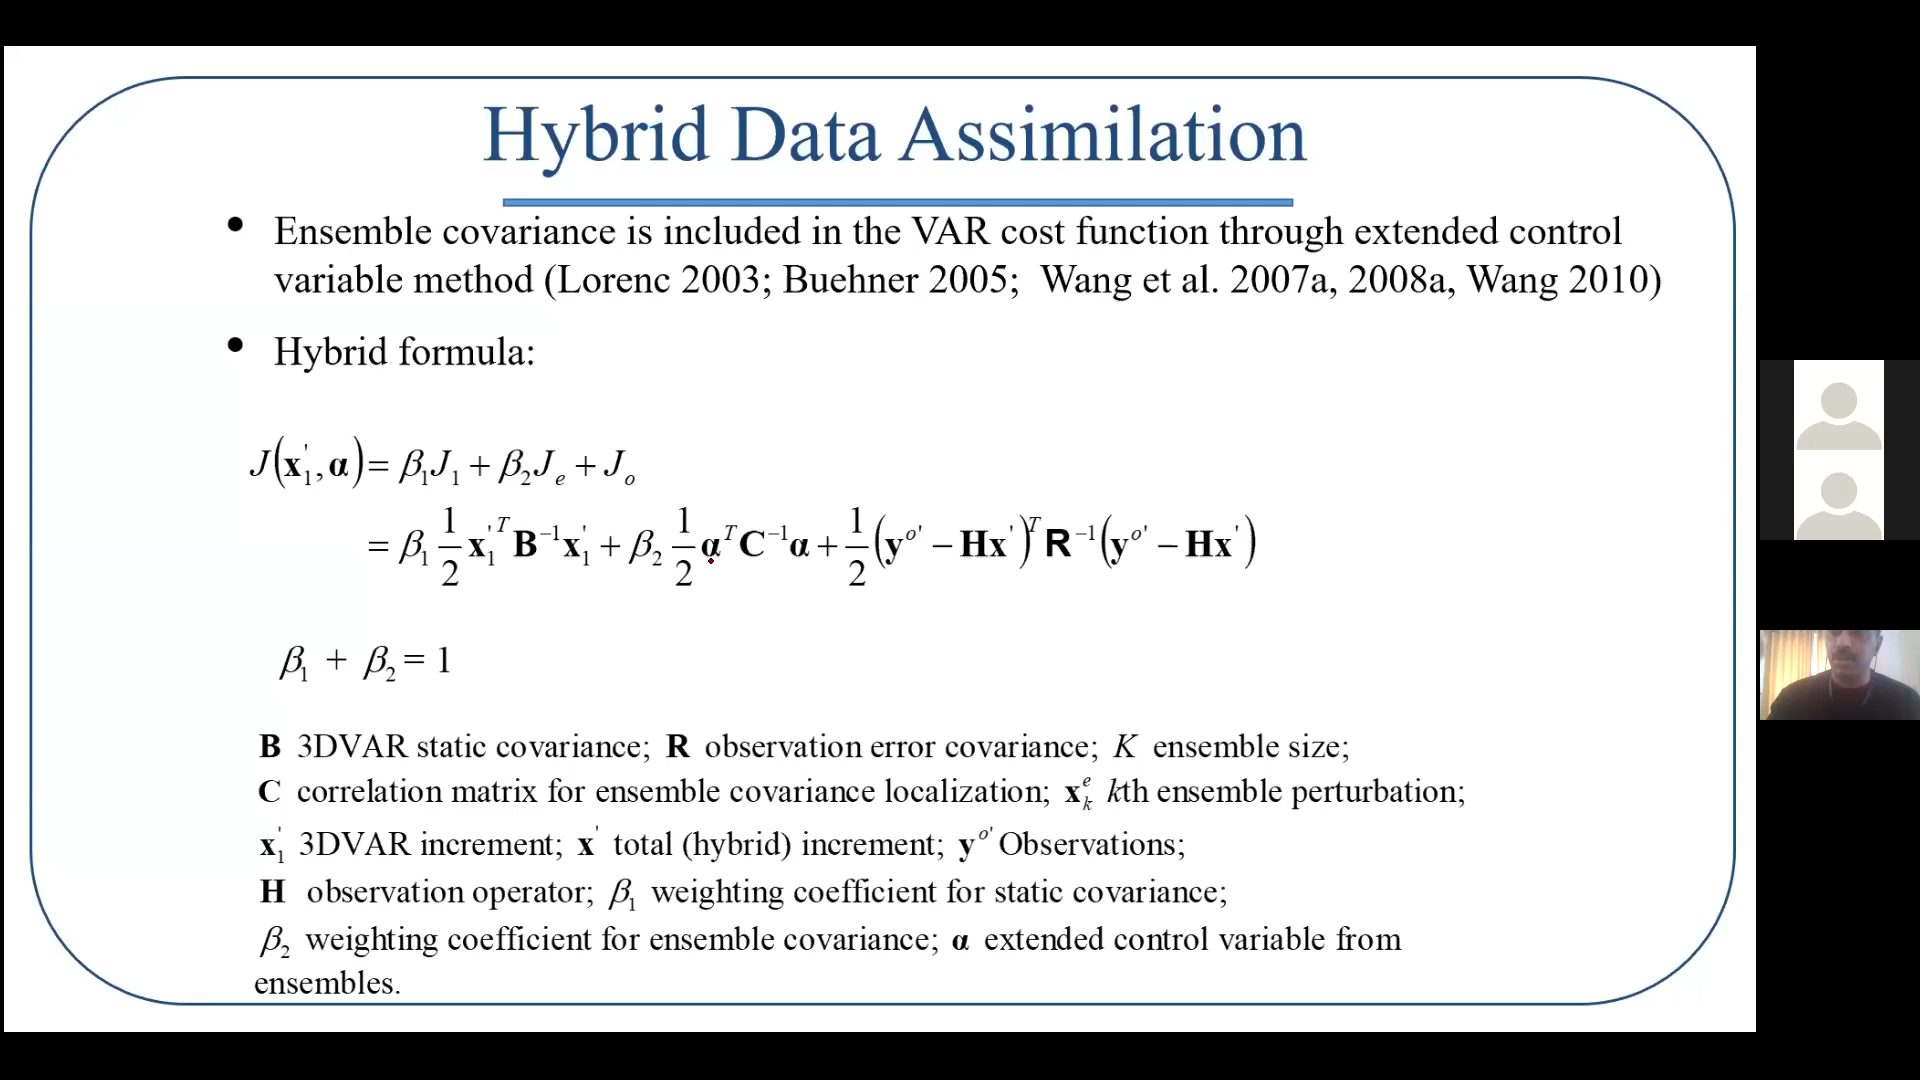 Hybrid Data Assimilation
• Ensemble covariance is included in the VAR cost function through extended control
variable method (Lorenc 2003; Buehner 2005; Wang et al. 2007a, 2008a, Wang 2010)
• Hybrid formula:
J(x₁', α) = β₁J₁ + β₂Jₑ + Jₒ
= β₁ 1/2 x₁'ᵀ B⁻¹ x₁' + β₂ 1/2 αᵀ C⁻¹ α + 1/2 (yᵒ' − Hx')ᵀ R⁻¹ (yᵒ' − Hx')
β₁ + β₂ = 1
B 3DVAR static covariance; R observation error covariance; K ensemble size;
C correlation matrix for ensemble covariance localization; xₖᵉ kth ensemble perturbation;
x₁' 3DVAR increment; x' total (hybrid) increment; yᵒ' Observations;
H observation operator; β₁ weighting coefficient for static covariance;
β₂ weighting coefficient for ensemble covariance; α extended control variable from
ensembles.